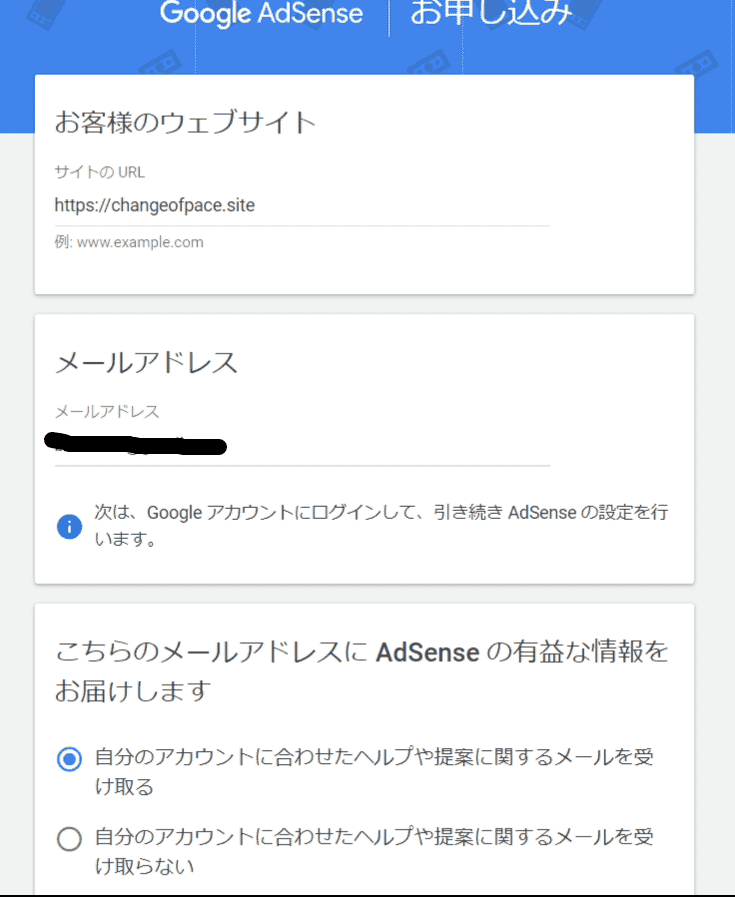 Google AdSense お申し込み
お客様のウェブサイト
サイトの URL
https://changeofpace.site
例: www.example.com
メールアドレス
メールアドレス
次は、Google アカウントにログインして、引き続き AdSense の設定を行
います。
こちらのメールアドレスに AdSense の有益な情報を
お届けします
自分のアカウントに合わせたヘルプや提案に関するメールを受
け取る
自分のアカウントに合わせたヘルプや提案に関するメールを受
け取らない